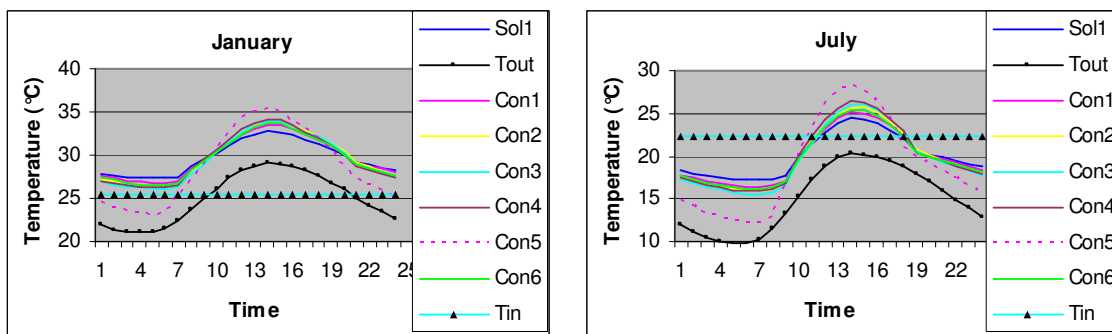 January
Temperature (°C)
40
35
30
25
20
1 4 7 10 13 16 19 22 25
Time
Sol1
Tout
Con1
Con2
Con3
Con4
Con5
Con6
Tin
July
Temperature (°C)
30
25
20
15
10
1 4 7 10 13 16 19 22
Time
Sol1
Tout
Con1
Con2
Con3
Con4
Con5
Con6
Tin